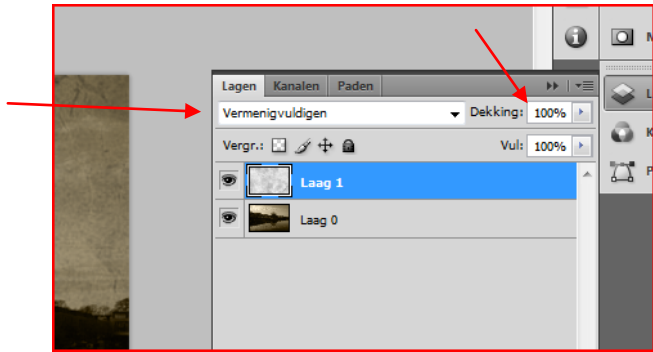 Lagen Kanalen Paden
Vermenigvuldigen Dekking: 100%
Vergr.: Vul: 100%
Laag 1
Laag 0
N
L
K
P